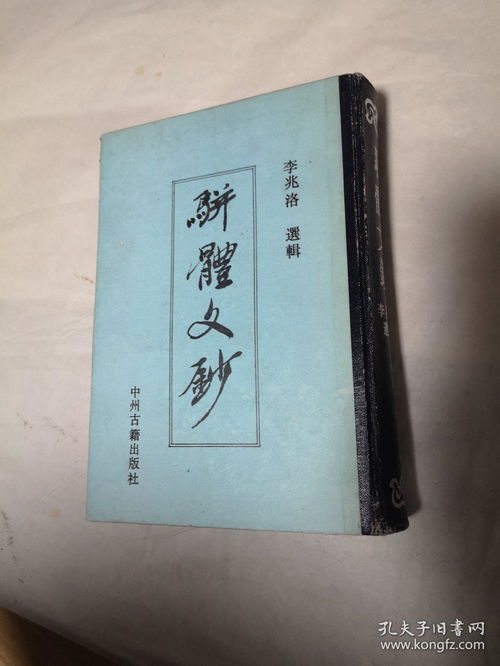 李兆洛 選輯
駢體文鈔
中州古籍出版社
孔夫子旧书网
www.kongfz.com